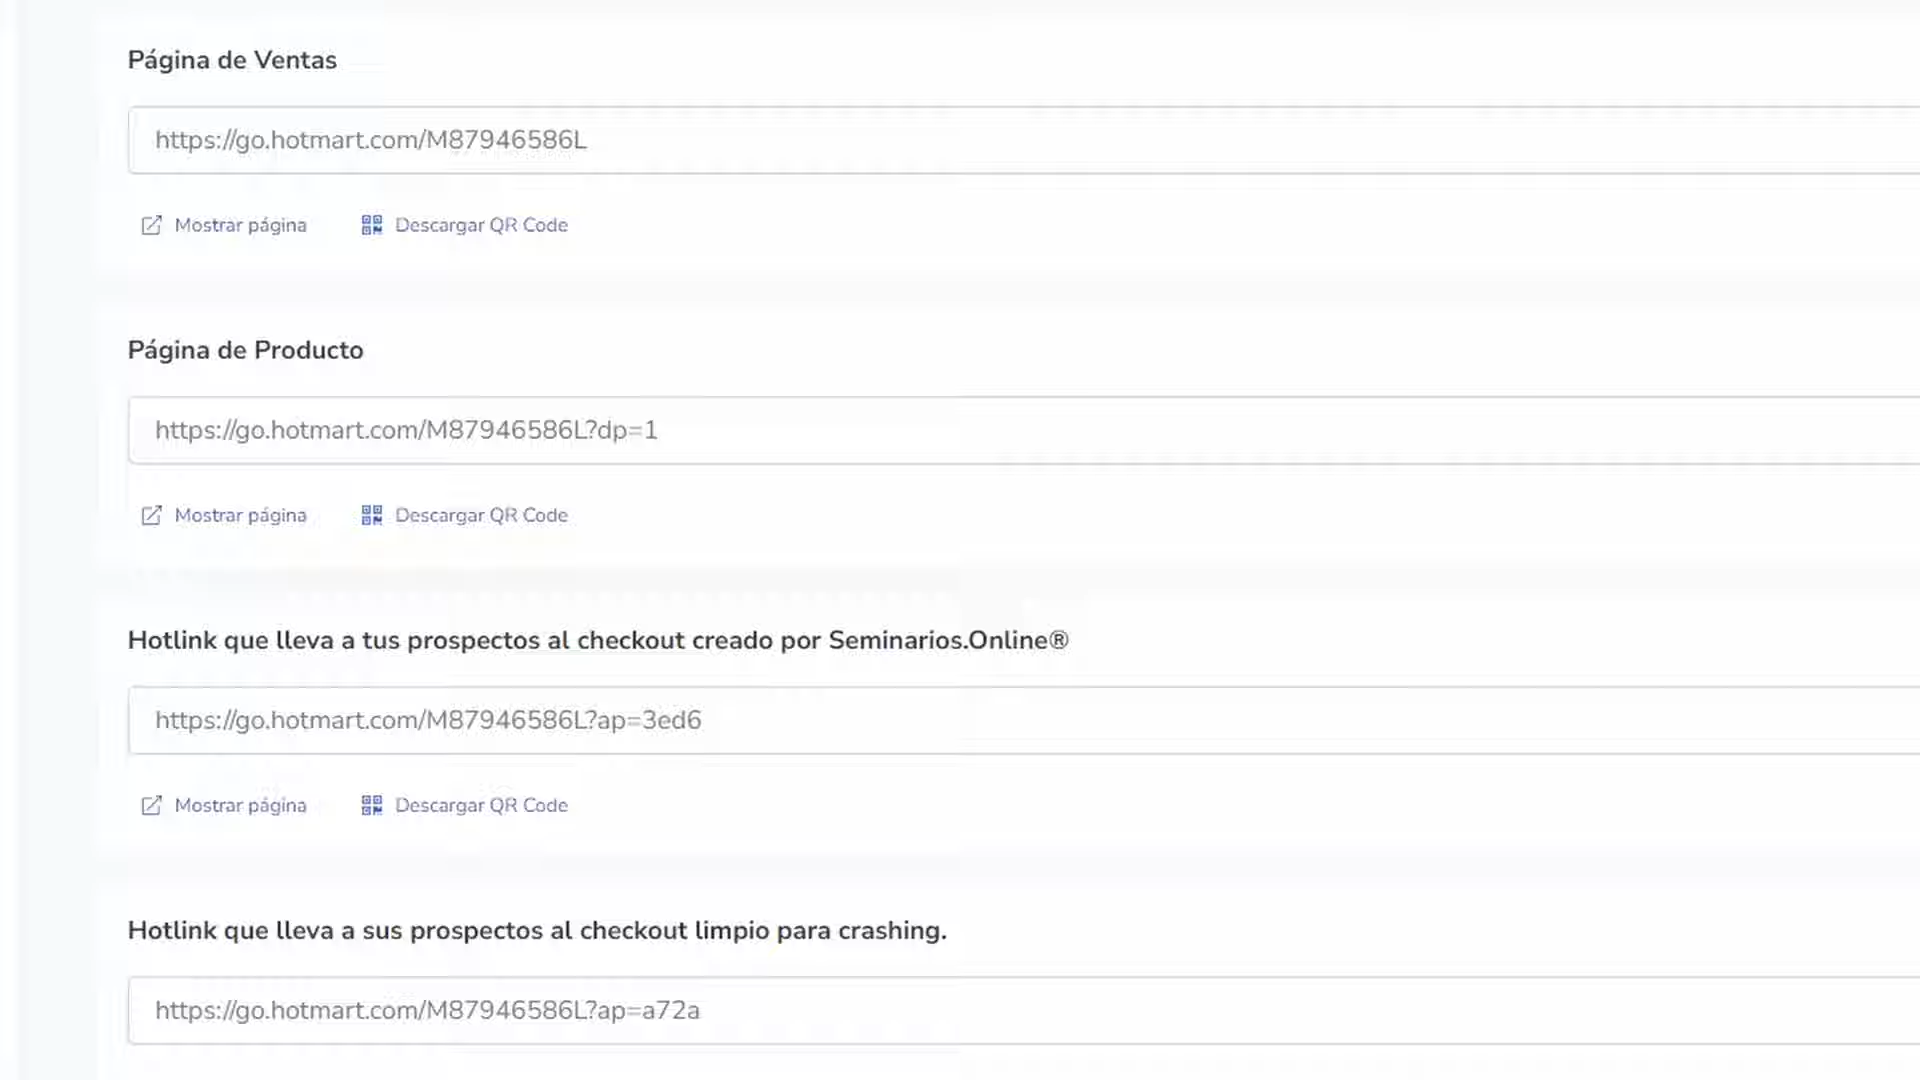 Página de Ventas
https://go.hotmart.com/M87946586L
Mostrar página Descargar QR Code
Página de Producto
https://go.hotmart.com/M87946586L?dp=1
Mostrar página Descargar QR Code
Hotlink que lleva a tus prospectos al checkout creado por Seminarios.Online®
https://go.hotmart.com/M87946586L?ap=3ed6
Mostrar página Descargar QR Code
Hotlink que lleva a sus prospectos al checkout limpio para crashing.
https://go.hotmart.com/M87946586L?ap=a72a